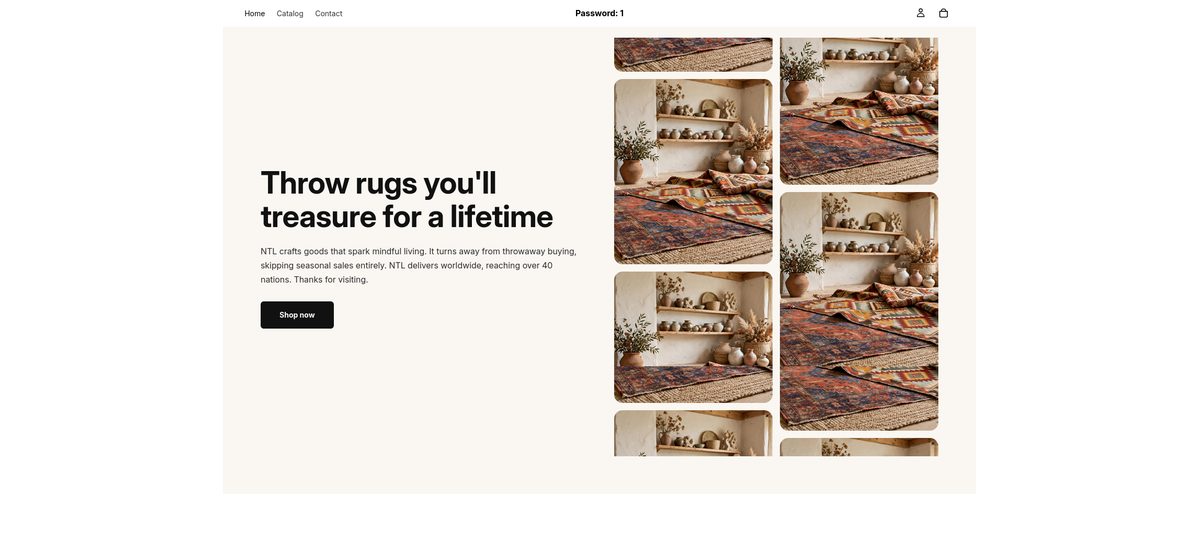 Home
Catalog
Contact
Password: 1
Throw rugs you'll
treasure for a lifetime
NTL crafts goods that spark mindful living. It turns away from throwaway buying,
skipping seasonal sales entirely. NTL delivers worldwide, reaching over 40
nations. Thanks for visiting.
Shop now